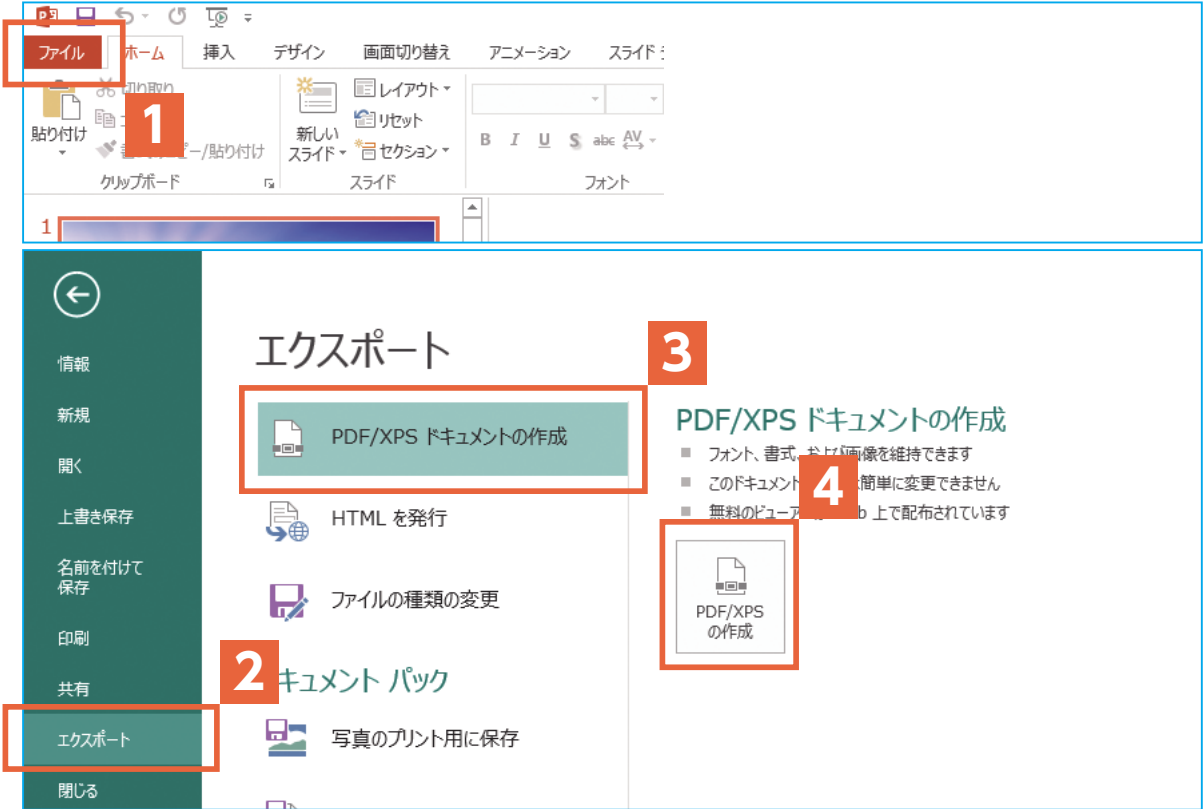 ファイル ホーム 挿入 デザイン 画面切り替え アニメーション スライド
切り取り
レイアウト
1
リセット
貼り付け
新しい
スライド
セクション
B I U S abc AV
/貼り付け
クリップボード スライド フォント
1
エクスポート
3
情報
新規
開く
上書き保存
名前を付けて
保存
印刷
共有
エクスポート
閉じる
2
PDF/XPS ドキュメントの作成
HTML を発行
ファイルの種類の変更
キュメント パック
写真のプリント用に保存
PDF/XPS ドキュメントの作成
フォント、書式、および画像を維持できます
このドキュメント 簡単に変更できません
無料のビューア b 上で配布されています
4
PDF/XPS
の作成